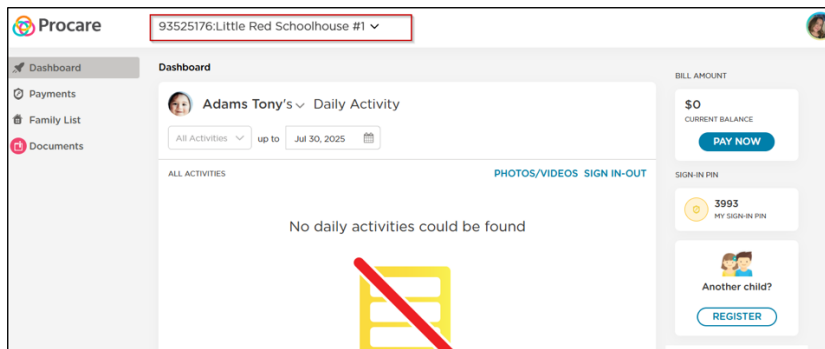 Procare
93525176:Little Red Schoolhouse #1
Dashboard
Payments
Family List
Documents
Dashboard
Adams Tony's Daily Activity
All Activities up to Jul 30, 2025
ALL ACTIVITIES PHOTOS/VIDEOS SIGN IN-OUT
No daily activities could be found
BILL AMOUNT
$0
CURRENT BALANCE
PAY NOW
SIGN-IN PIN
3993
MY SIGN-IN PIN
Another child?
REGISTER